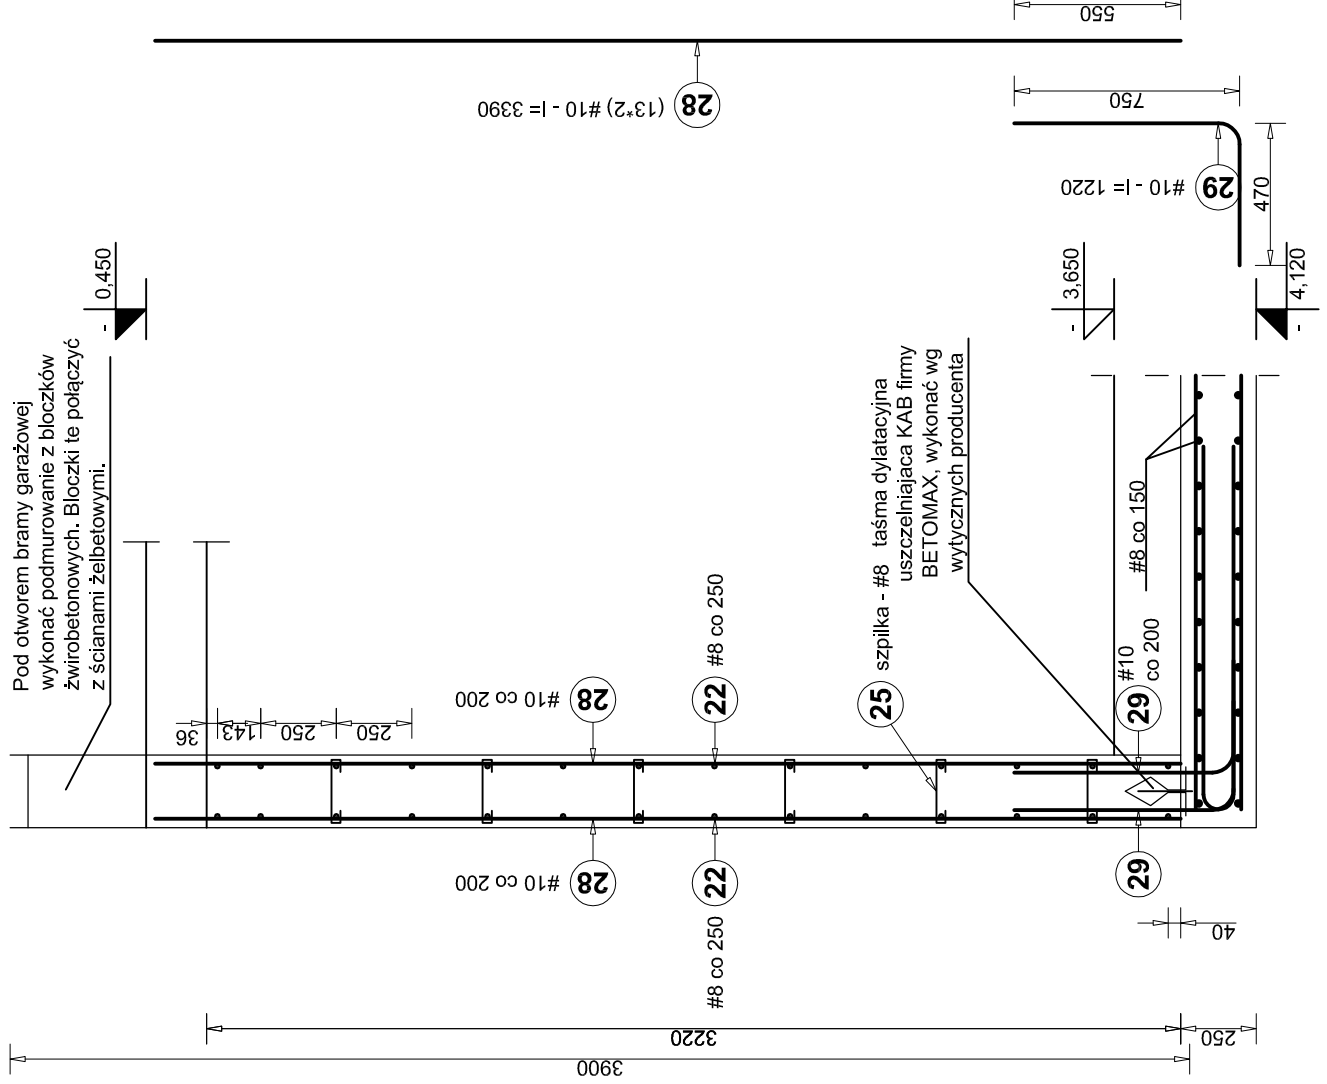 550
28
(13*2) #10 - l= 3390
750
29
#10 - l= 1220
470
- 0,450
- 3,650
- 4,120
Pod otworem bramy garażowej
wykonać podmurowanie z bloczków
żwirobetonowych. Bloczki te połączyć
z ścianami żelbetowymi.
szpilka - #8
25
taśma dylatacyjna
uszczelniajaca KAB firmy
BETOMAX, wykonać wg
wytycznych producenta
#8 co 150
36
143
250
250
#10 co 200
28
22
#8 co 250
29
#10
co 200
#10 co 200
28
22
#8 co 250
29
40
3220
250
3900